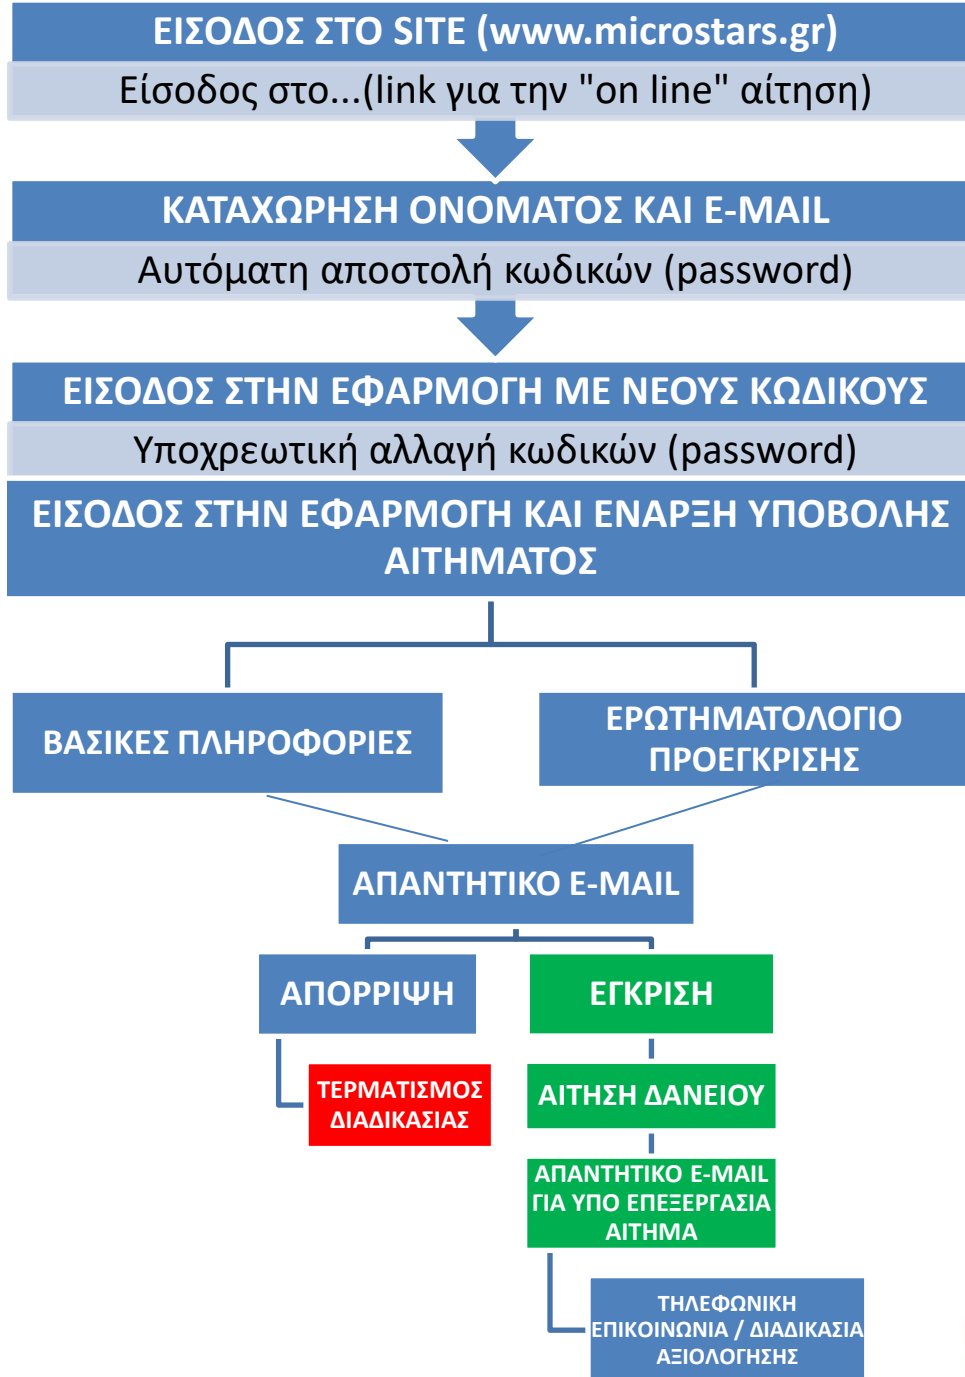 ΕΙΣΟΔΟΣ ΣΤΟ SITE (www.microstars.gr)
Είσοδος στο...(link για την "on line" αίτηση)
ΚΑΤΑΧΩΡΗΣΗ ΟΝΟΜΑΤΟΣ ΚΑΙ E-MAIL
Αυτόματη αποστολή κωδικών (password)
ΕΙΣΟΔΟΣ ΣΤΗΝ ΕΦΑΡΜΟΓΗ ΜΕ ΝΕΟΥΣ ΚΩΔΙΚΟΥΣ
Υποχρεωτική αλλαγή κωδικών (password)
ΕΙΣΟΔΟΣ ΣΤΗΝ ΕΦΑΡΜΟΓΗ ΚΑΙ ΕΝΑΡΞΗ ΥΠΟΒΟΛΗΣ
ΑΙΤΗΜΑΤΟΣ
ΒΑΣΙΚΕΣ ΠΛΗΡΟΦΟΡΙΕΣ
ΕΡΩΤΗΜΑΤΟΛΟΓΙΟ
ΠΡΟΕΓΚΡΙΣΗΣ
ΑΠΑΝΤΗΤΙΚΟ E-MAIL
ΑΠΟΡΡΙΨΗ
ΕΓΚΡΙΣΗ
ΤΕΡΜΑΤΙΣΜΟΣ
ΔΙΑΔΙΚΑΣΙΑΣ
ΑΙΤΗΣΗ ΔΑΝΕΙΟΥ
ΑΠΑΝΤΗΤΙΚΟ E-MAIL
ΓΙΑ ΥΠΟ ΕΠΕΞΕΡΓΑΣΙΑ
ΑΙΤΗΜΑ
ΤΗΛΕΦΩΝΙΚΗ
ΕΠΙΚΟΙΝΩΝΙΑ / ΔΙΑΔΙΚΑΣΙΑ
ΑΞΙΟΛΟΓΗΣΗΣ